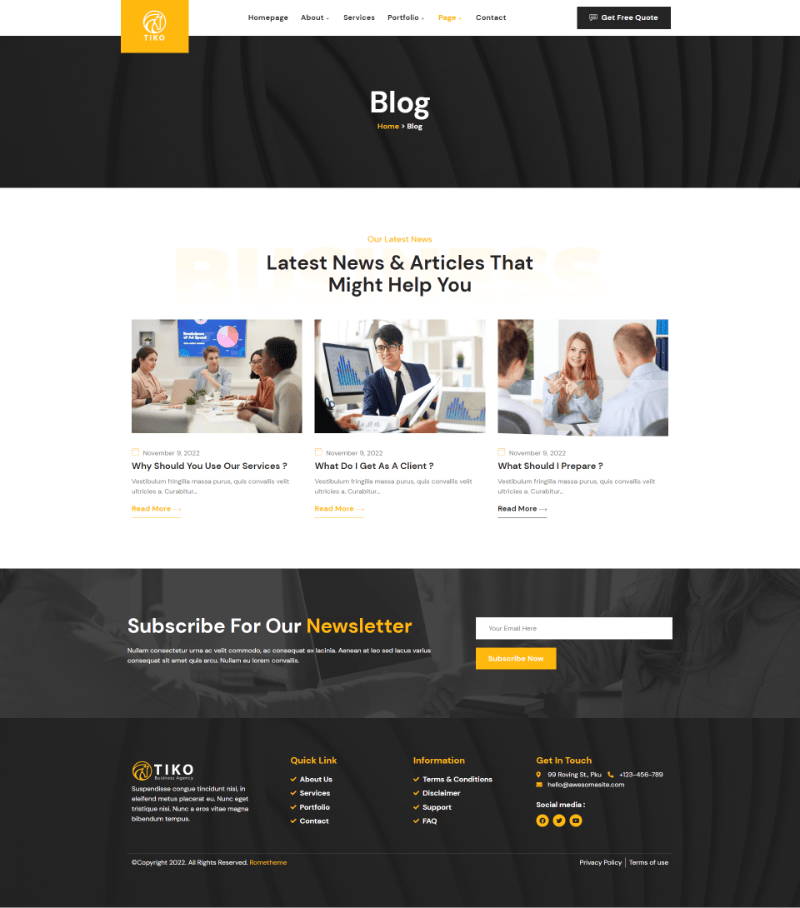 TIKO
Homepage About Services Portfolio Page Contact
Get Free Quote
Blog
Home > Blog
Our Latest News
BUSINESS
Latest News & Articles That
Might Help You
Breakdown
of Ad Spend
November 9, 2022
Why Should You Use Our Services ?
Vestibulum fringilla massa purus, quis convallis velit
ultricies a. Curabitur...
Read More
November 9, 2022
What Do I Get As A Client ?
Vestibulum fringilla massa purus, quis convallis velit
ultricies a. Curabitur...
Read More
November 9, 2022
What Should I Prepare ?
Vestibulum fringilla massa purus, quis convallis velit
ultricies a. Curabitur...
Read More
Subscribe For Our Newsletter
Nullam consectetur urna ac velit commodo, ac consequat ex lacinia. Aenean at leo sed lacus varius
consequat sit amet quis arcu. Nullam eu lorem convallis.
Your Email Here
Subscribe Now
TIKO
Business Agency
Suspendisse congue tincidunt nisi, in
eleifend metus placerat eu. Nunc eget
tristique nisi. Nunc a eros vitae magna
bibendum tempus.
Quick Link
About Us
Services
Portfolio
Contact
Information
Terms & Conditions
Disclaimer
Support
FAQ
Get In Touch
99 Roving St., Pku +123-456-789
hello@awesomesite.com
Social media :
©Copyright 2022. All Rights Reserved. Rometheme
Privacy Policy Terms of use